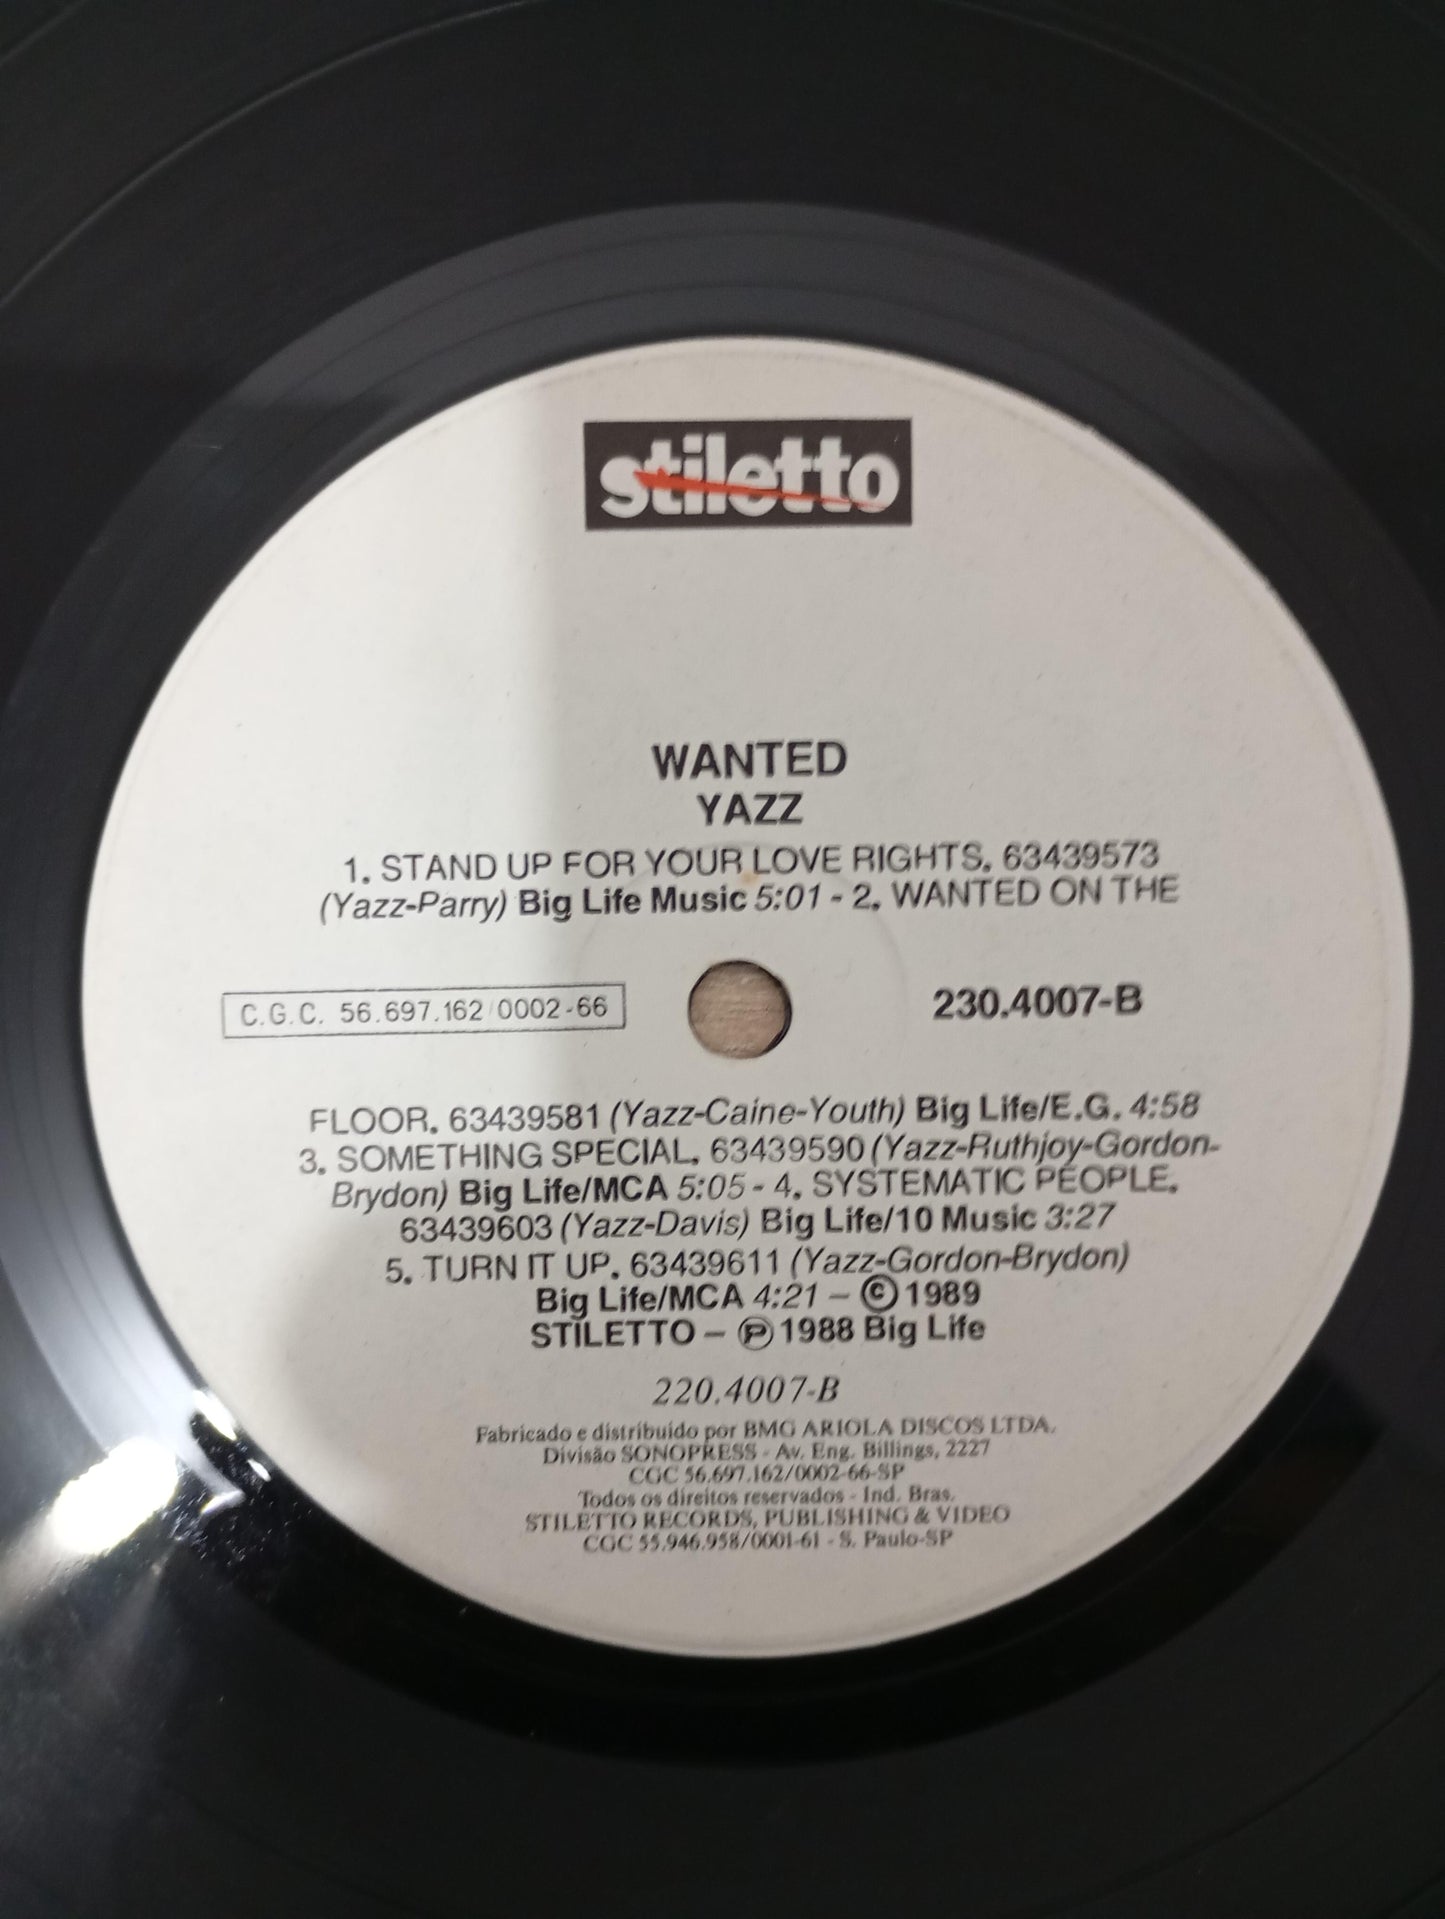 stiletto
WANTED
YAZZ
1. STAND UP FOR YOUR LOVE RIGHTS. 63439573
(Yazz-Parry) Big Life Music 5:01 - 2. WANTED ON THE
C.G.C. 56.697.162/0002-66
230.4007-B
FLOOR. 63439581 (Yazz-Caine-Youth) Big Life/E.G. 4:58
3. SOMETHING SPECIAL. 63439590 (Yazz-Ruthjoy-Gordon-
Brydon) Big Life/MCA 5:05 - 4. SYSTEMATIC PEOPLE.
63439603 (Yazz-Davis) Big Life/10 Music 3:27
5. TURN IT UP. 63439611 (Yazz-Gordon-Brydon)
Big Life/MCA 4:21 – © 1989
STILETTO – ℗ 1988 Big Life
220.4007-B
Fabricado e distribuido por BMG ARIOLA DISCOS LTDA.
Divisão SONOPRESS - Av. Eng. Billings, 2227
CGC 56.697.162/0002-66-SP
Todos os direitos reservados - Ind. Bras.
STILETTO RECORDS, PUBLISHING & VIDEO
CGC 55.946.958/0001-61 - S. Paulo-SP